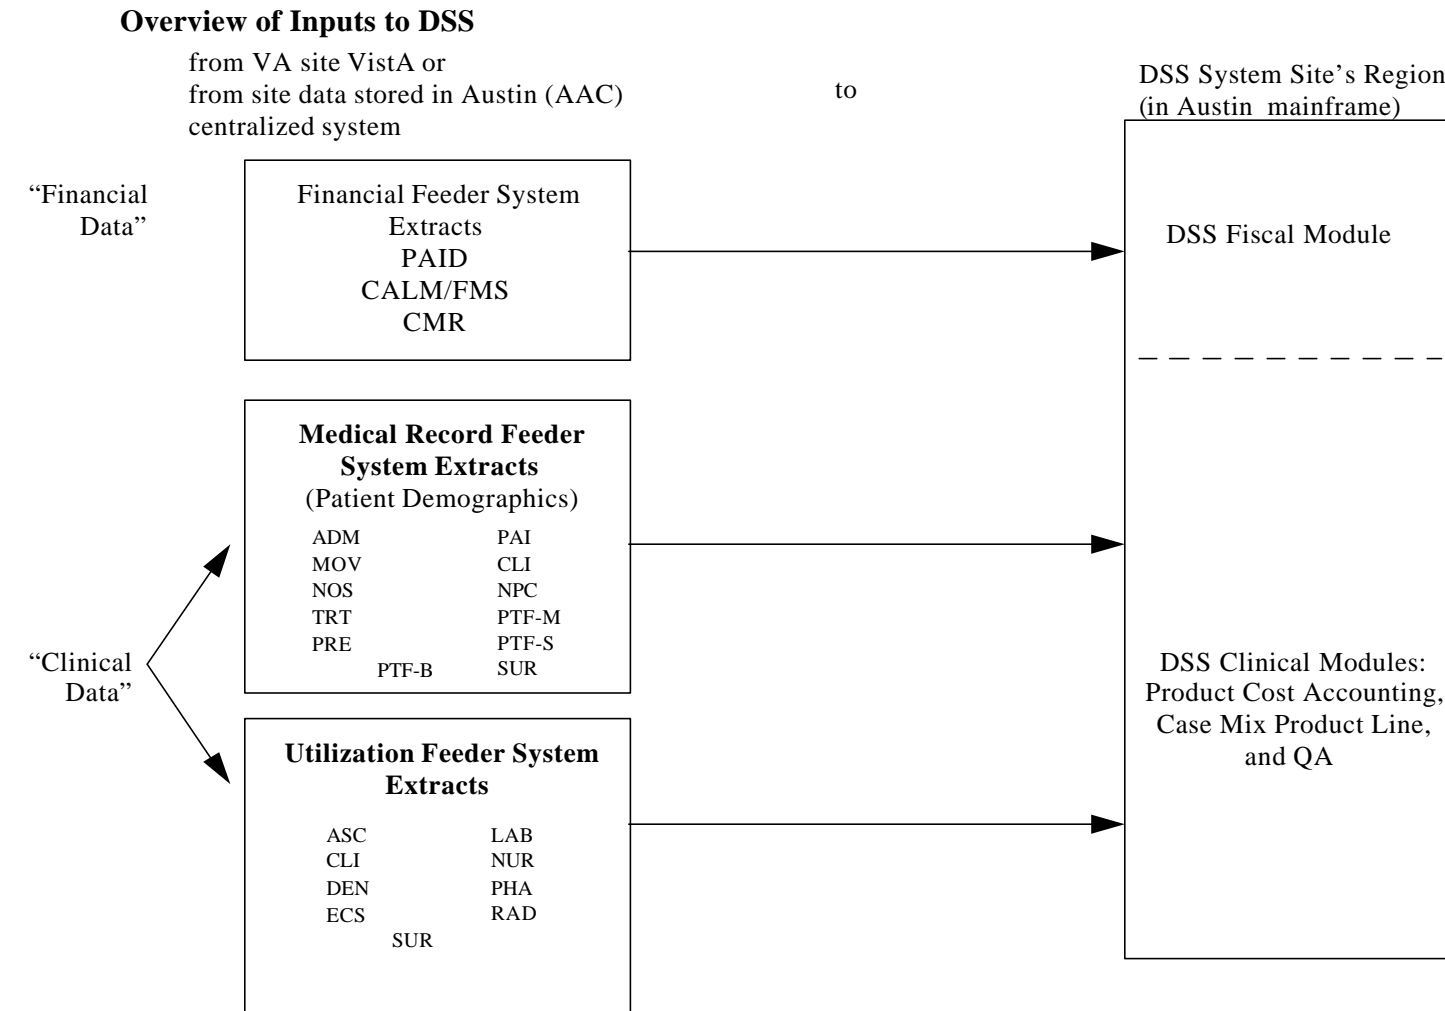 Overview of Inputs to DSS
from VA site VistA or
from site data stored in Austin (AAC)
centralized system
to
DSS System Site’s Region
(in Austin mainframe)
“Financial
Data”
Financial Feeder System
Extracts
PAID
CALM/FMS
CMR
DSS Fiscal Module
“Clinical
Data”
Medical Record Feeder
System Extracts
(Patient Demographics)
ADM PAI
MOV CLI
NOS NPC
TRT PTF-M
PRE PTF-S
PTF-B SUR
Utilization Feeder System
Extracts
ASC LAB
CLI NUR
DEN PHA
ECS RAD
SUR
DSS Clinical Modules:
Product Cost Accounting,
Case Mix Product Line,
and QA